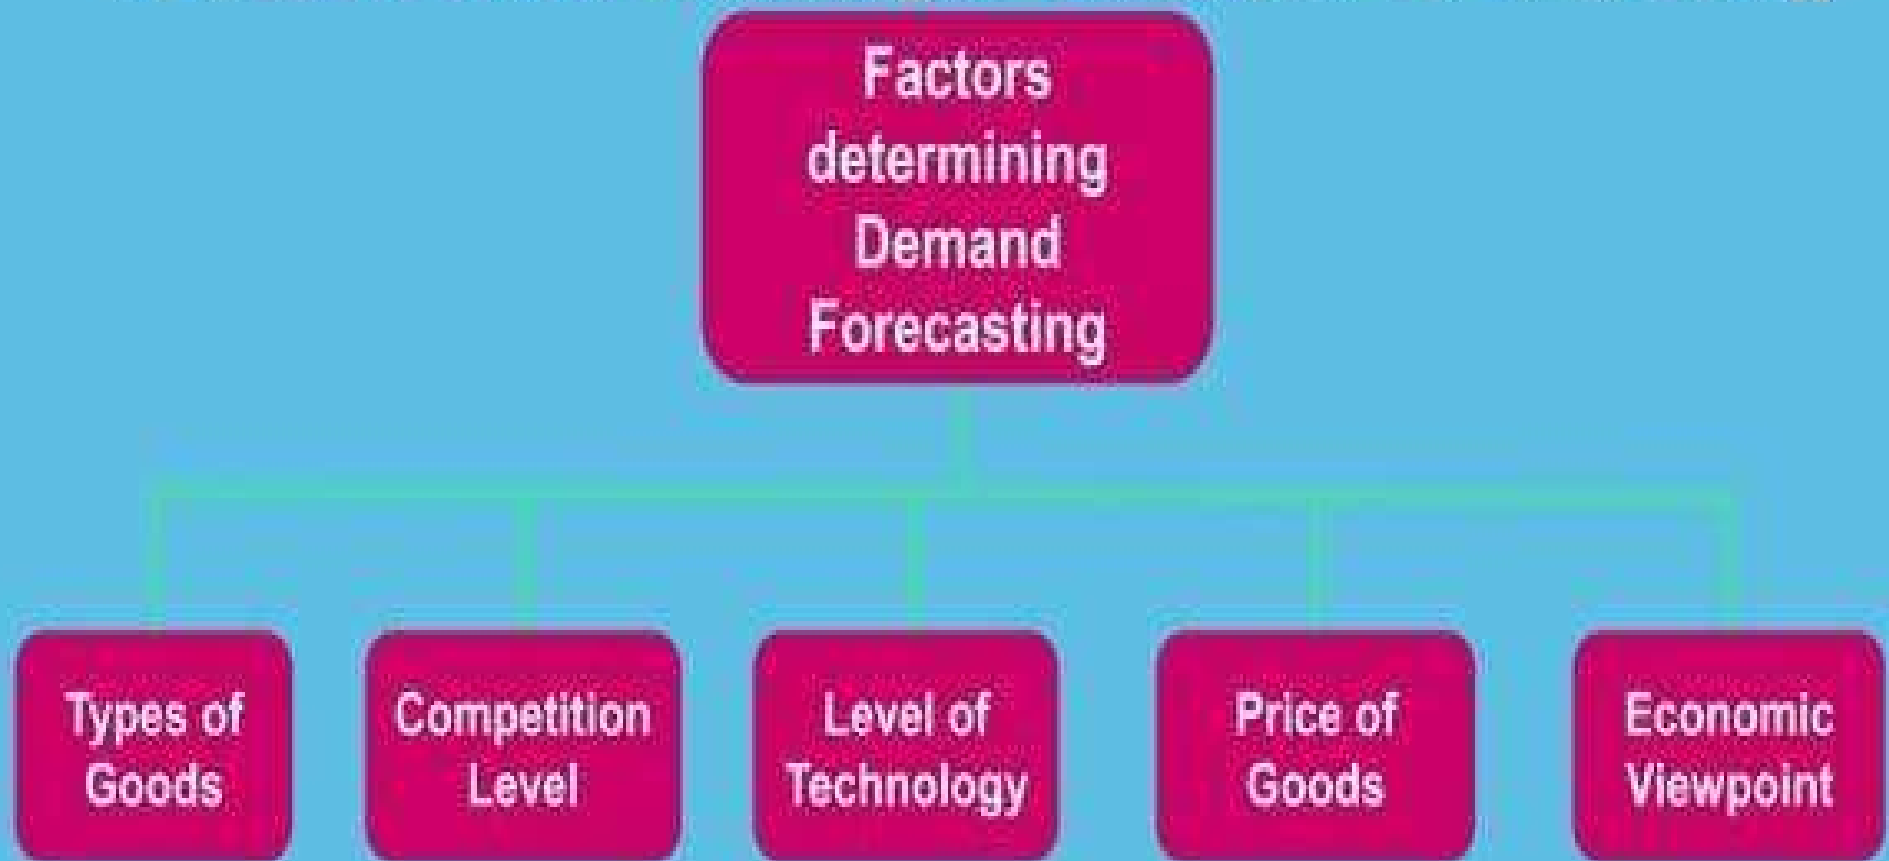 Factors
determining
Demand
Forecasting
Types of
Goods
Competition
Level
Level of
Technology
Price of
Goods
Economic
Viewpoint